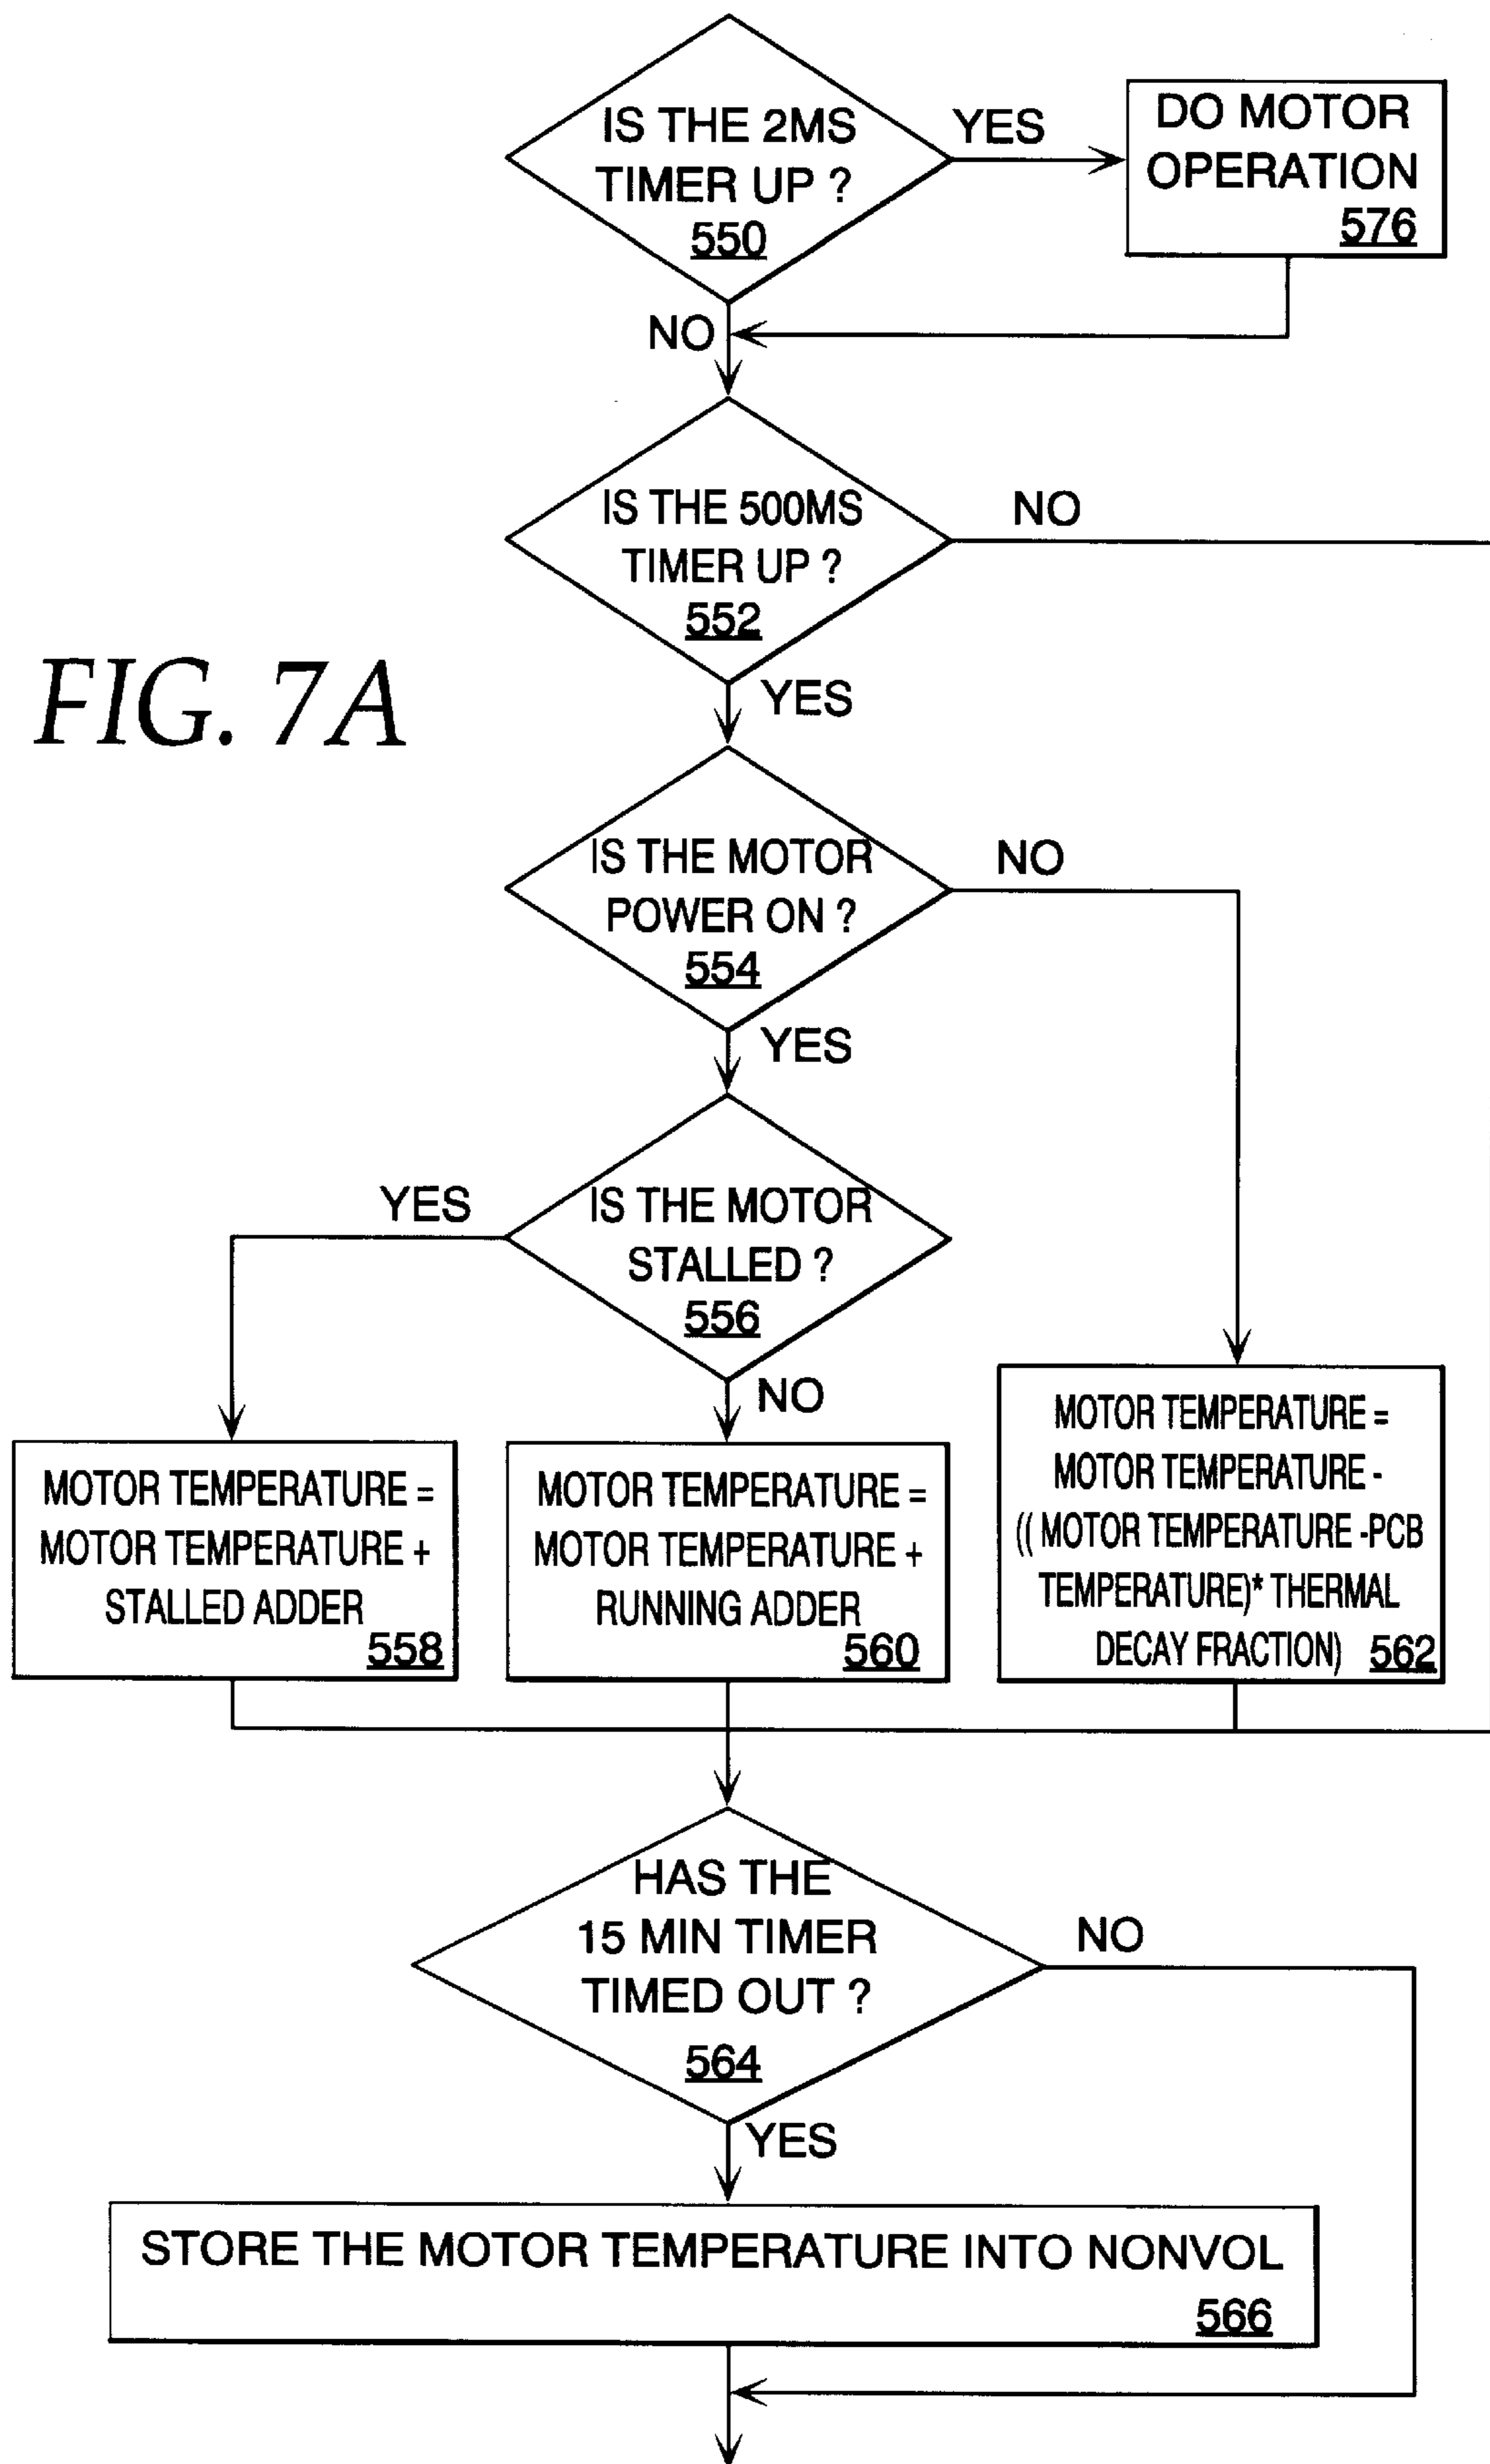 IS THE 2MS
TIMER UP ?
550
YES
DO MOTOR
OPERATION
576
NO
IS THE 500MS
TIMER UP ?
552
NO
FIG. 7A
YES
IS THE MOTOR
POWER ON ?
554
NO
YES
IS THE MOTOR
STALLED ?
556
YES
NO
MOTOR TEMPERATURE =
MOTOR TEMPERATURE +
STALLED ADDER
558
MOTOR TEMPERATURE =
MOTOR TEMPERATURE +
RUNNING ADDER
560
MOTOR TEMPERATURE =
MOTOR TEMPERATURE -
(( MOTOR TEMPERATURE -PCB
TEMPERATURE)* THERMAL
DECAY FRACTION) 562
HAS THE
15 MIN TIMER
TIMED OUT ?
564
NO
YES
STORE THE MOTOR TEMPERATURE INTO NONVOL
566